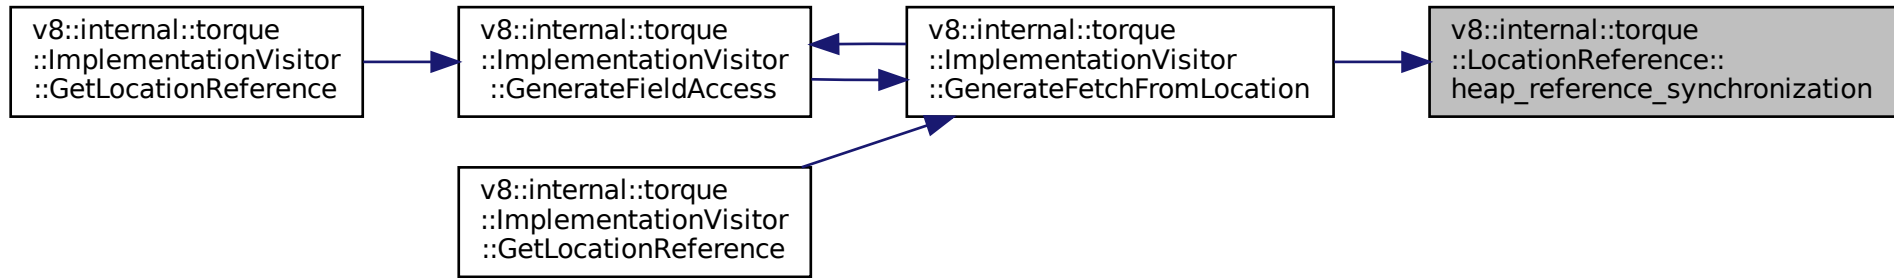 v8::internal::torque
::ImplementationVisitor
::GetLocationReference
v8::internal::torque
::ImplementationVisitor
::GenerateFieldAccess
v8::internal::torque
::ImplementationVisitor
::GenerateFetchFromLocation
v8::internal::torque
::LocationReference::
heap_reference_synchronization
v8::internal::torque
::ImplementationVisitor
::GetLocationReference